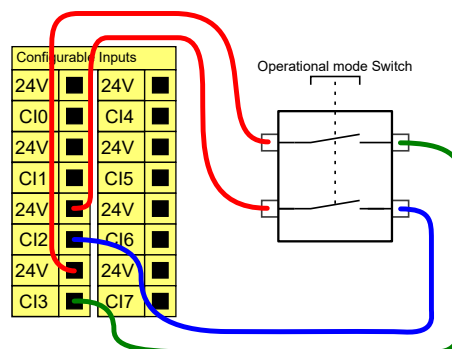 Configurable Inputs
Operational mode Switch
24V 24V
CI0 CI4
24V 24V
CI1 CI5
24V 24V
CI2 CI6
24V 24V
CI3 CI7